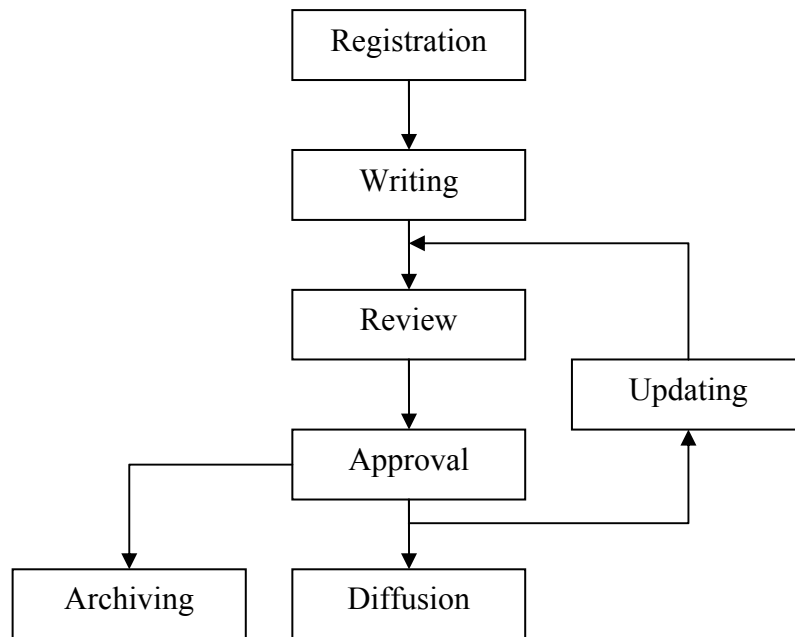 Registration
Writing
Review
Updating
Approval
Archiving
Diffusion